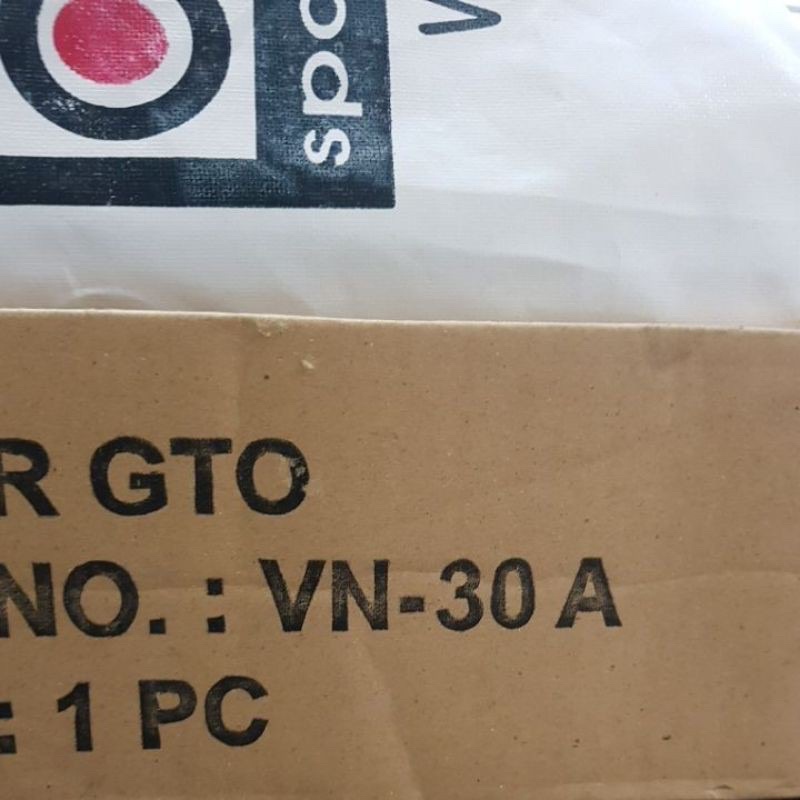 spo
R GTO
NO. : VN-30 A
: 1 PC